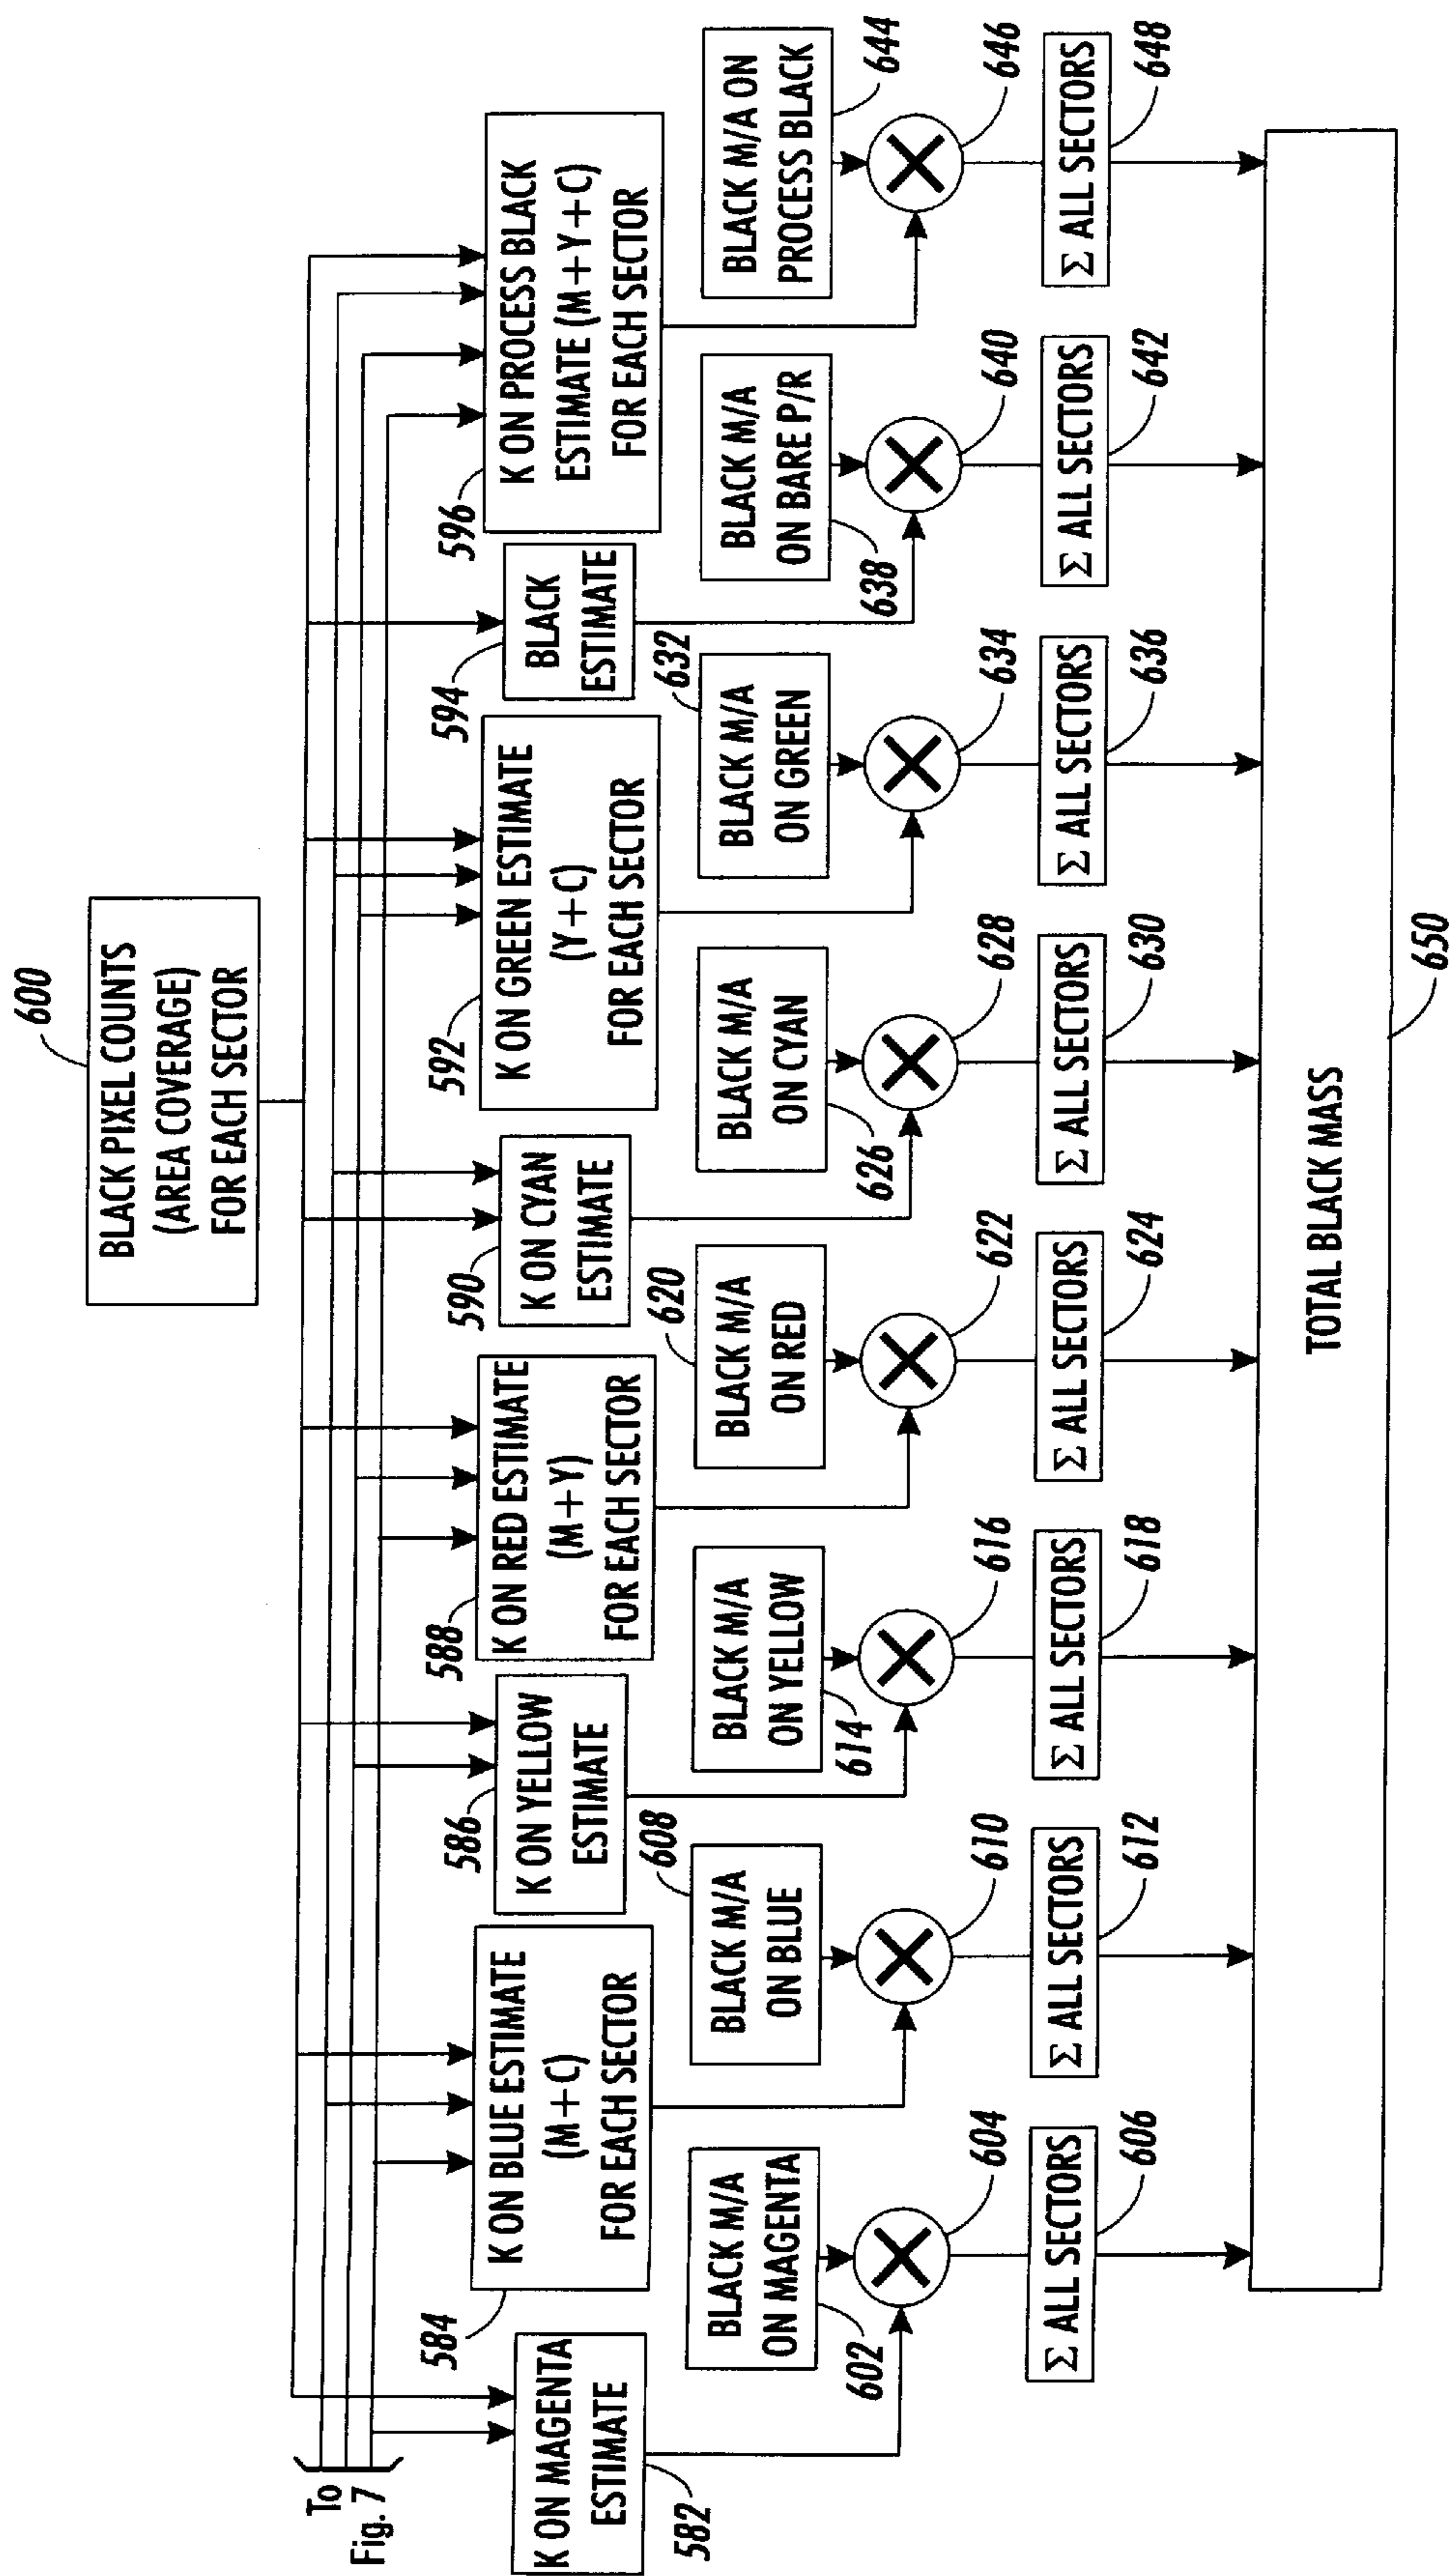 600
BLACK PIXEL COUNTS
(AREA COVERAGE)
FOR EACH SECTOR
To
Fig. 7
582
K ON MAGENTA
ESTIMATE
584
K ON BLUE ESTIMATE
(M+C)
FOR EACH SECTOR
586
K ON YELLOW
ESTIMATE
588
K ON RED ESTIMATE
(M+Y)
FOR EACH SECTOR
590
K ON CYAN
ESTIMATE
592
K ON GREEN ESTIMATE
(Y+C)
FOR EACH SECTOR
594
BLACK
ESTIMATE
596
K ON PROCESS BLACK
ESTIMATE (M+Y+C)
FOR EACH SECTOR
BLACK M/A
ON MAGENTA
602
608
BLACK M/A
ON BLUE
BLACK M/A
ON YELLOW
614
620
BLACK M/A
ON RED
BLACK M/A
ON CYAN
626
632
BLACK M/A
ON GREEN
BLACK M/A
ON BARE P/R
638
BLACK M/A ON
PROCESS BLACK
644
604
610
616
622
628
634
640
646
Σ ALL SECTORS
606
Σ ALL SECTORS
612
Σ ALL SECTORS
618
Σ ALL SECTORS
624
Σ ALL SECTORS
630
Σ ALL SECTORS
636
Σ ALL SECTORS
642
Σ ALL SECTORS
648
TOTAL BLACK MASS
650